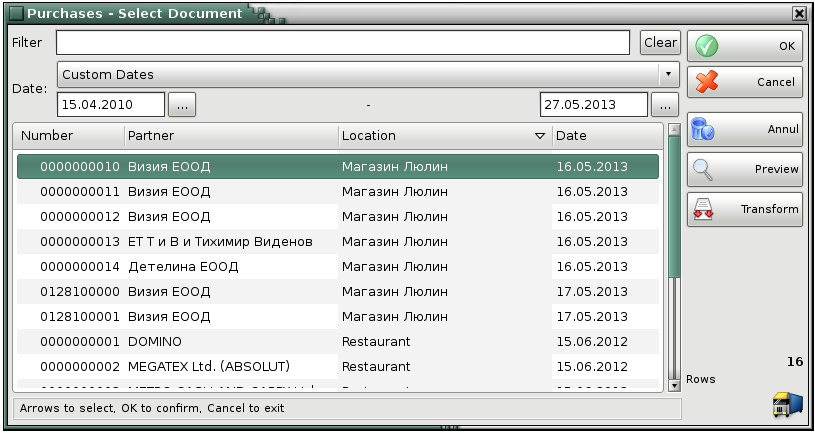 Purchases - Select Document
Filter Clear OK
Custom Dates
Cancel
Date:
15.04.2010 ... - 27.05.2013 ...
Number Partner Location Date
Annul
0000000010 Визия ЕООД Магазин Люлин 16.05.2013
Preview
0000000011 Визия ЕООД Магазин Люлин 16.05.2013
0000000012 Визия ЕООД Магазин Люлин 16.05.2013
Transform
0000000013 ЕТ Т и В и Тихимир Виденов Магазин Люлин 16.05.2013
0000000014 Детелина ЕООД Магазин Люлин 16.05.2013
0128100000 Визия ЕООД Магазин Люлин 17.05.2013
0128100001 Визия ЕООД Магазин Люлин 17.05.2013
0000000001 DOMINO Restaurant 15.06.2012
0000000002 MEGATEX Ltd. (ABSOLUT) Restaurant 15.06.2012
16
Rows
Arrows to select, OK to confirm, Cancel to exit